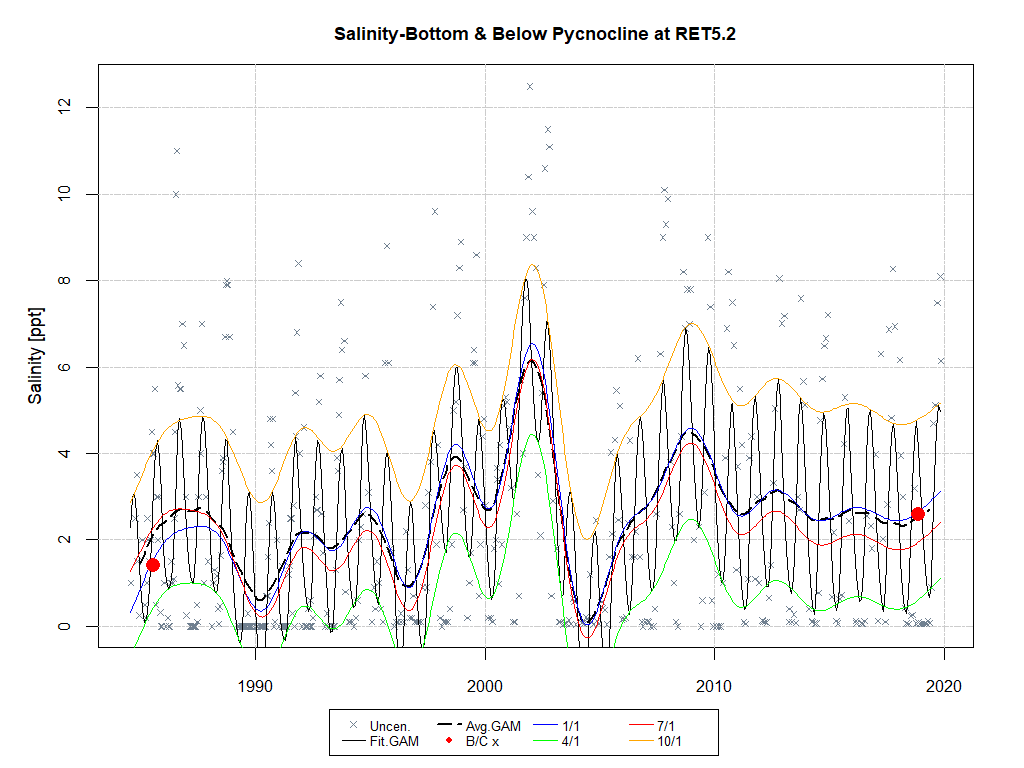 Salinity-Bottom & Below Pycnocline at RET5.2
Salinity [ppt]
12
10
8
6
4
2
0
1990 2000 2010 2020
Uncen. Avg.GAM 1/1 7/1
Fit.GAM B/C x 4/1 10/1